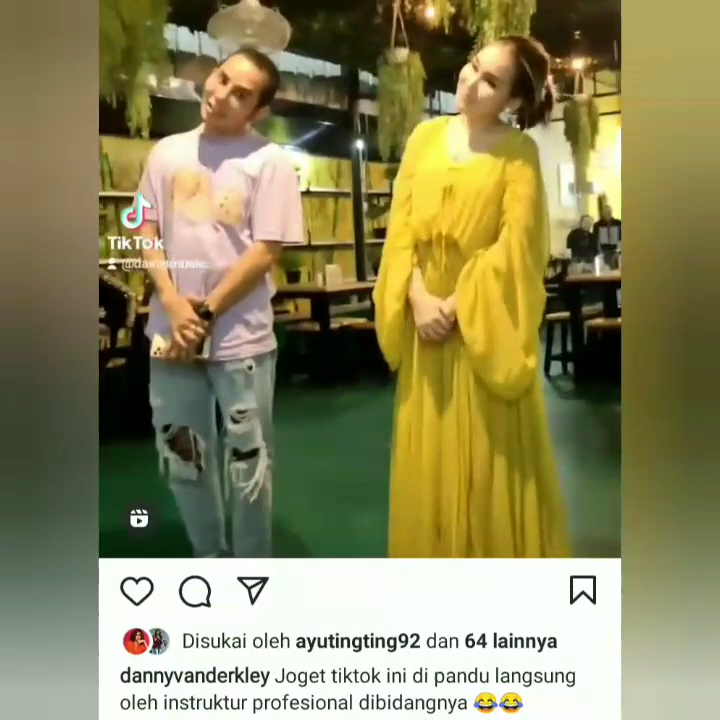 TikTok
Disukai oleh ayutingting92 dan 64 lainnya
dannyvanderkley Joget tiktok ini di pandu langsung
oleh instruktur profesional dibidangnya 😂😂